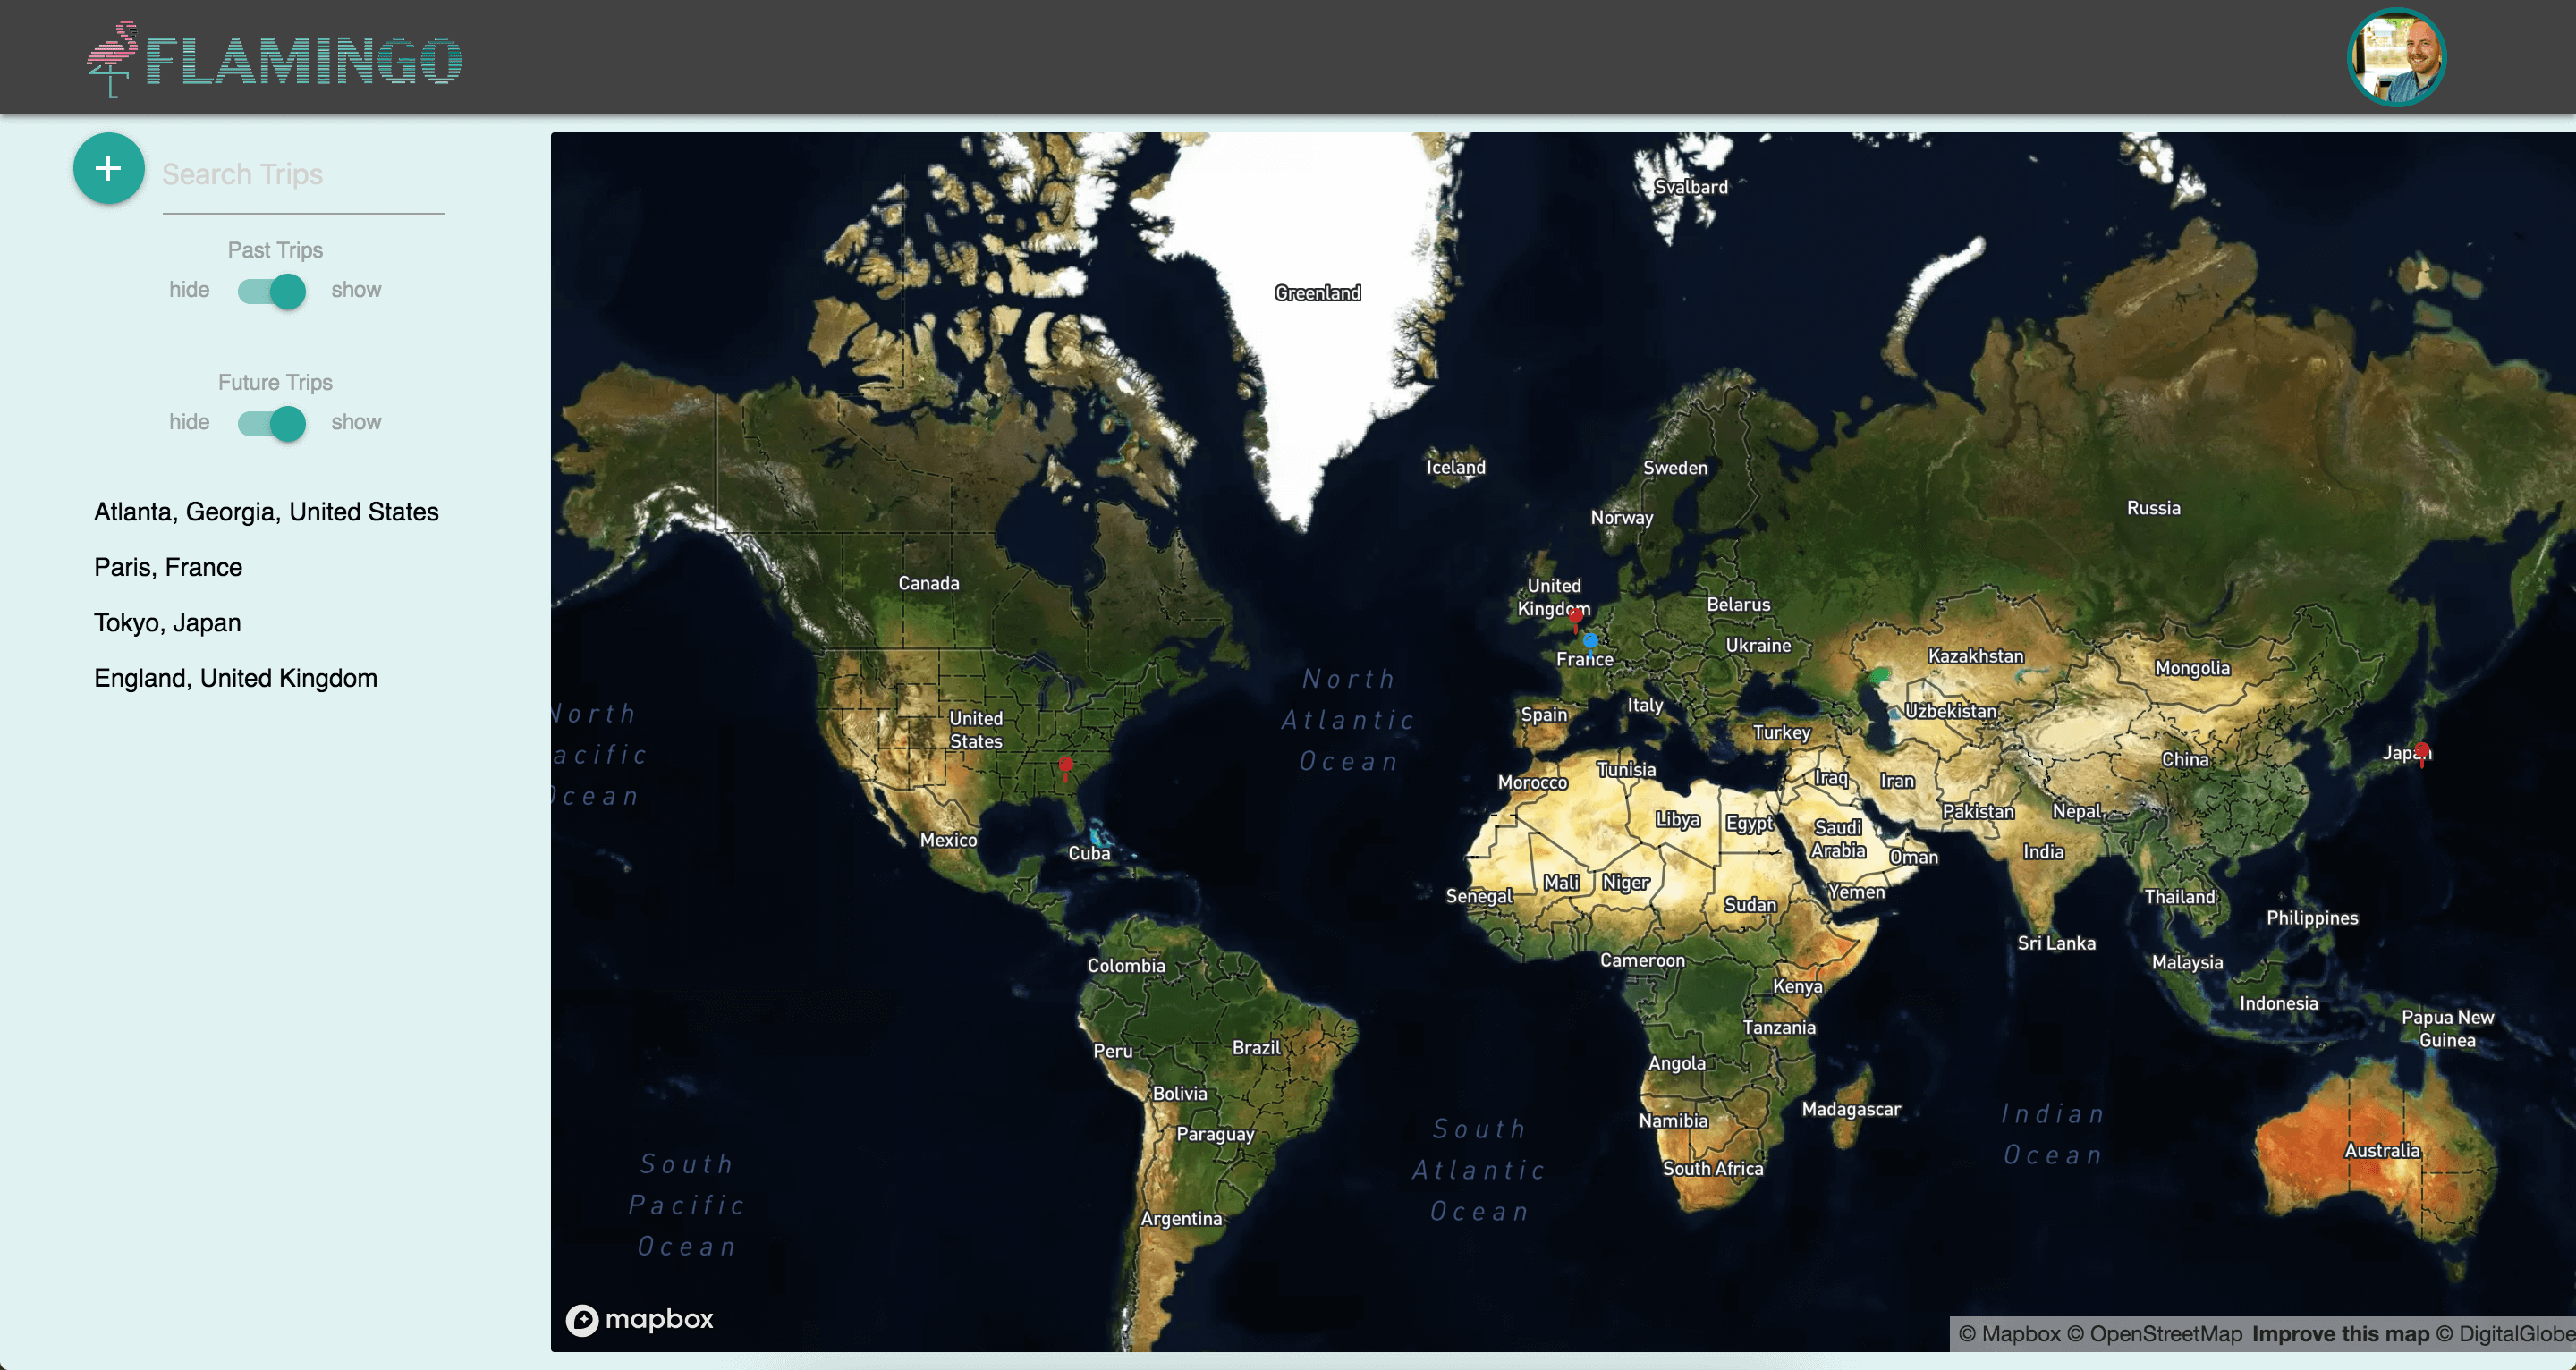 FLAMINGO
Search Trips
Past Trips
hide show
Future Trips
hide show
Atlanta, Georgia, United States
Paris, France
Tokyo, Japan
England, United Kingdom
Svalbard
Greenland
Iceland
Sweden
Norway
Russia
Canada
United
Kingdom
Belarus
Ukraine
France
Kazakhstan
Mongolia
North
Atlantic
Ocean
North
Pacific
Ocean
United
States
Spain
Italy
Uzbekistan
Turkey
Japan
China
Morocco
Tunisia
Iraq
Iran
Pakistan
Nepal
Libya
Egypt
Saudi
Arabia
Oman
India
Mexico
Cuba
Senegal
Mali
Niger
Sudan
Yemen
Thailand
Philippines
Sri Lanka
Colombia
Cameroon
Malaysia
Kenya
Indonesia
Tanzania
Papua New
Guinea
Peru
Brazil
Angola
Bolivia
Namibia
Madagascar
Paraguay
South
Atlantic
Ocean
Indian
Ocean
South Africa
Australia
South
Pacific
Ocean
Argentina
mapbox
© Mapbox © OpenStreetMap Improve this map © DigitalGlobe